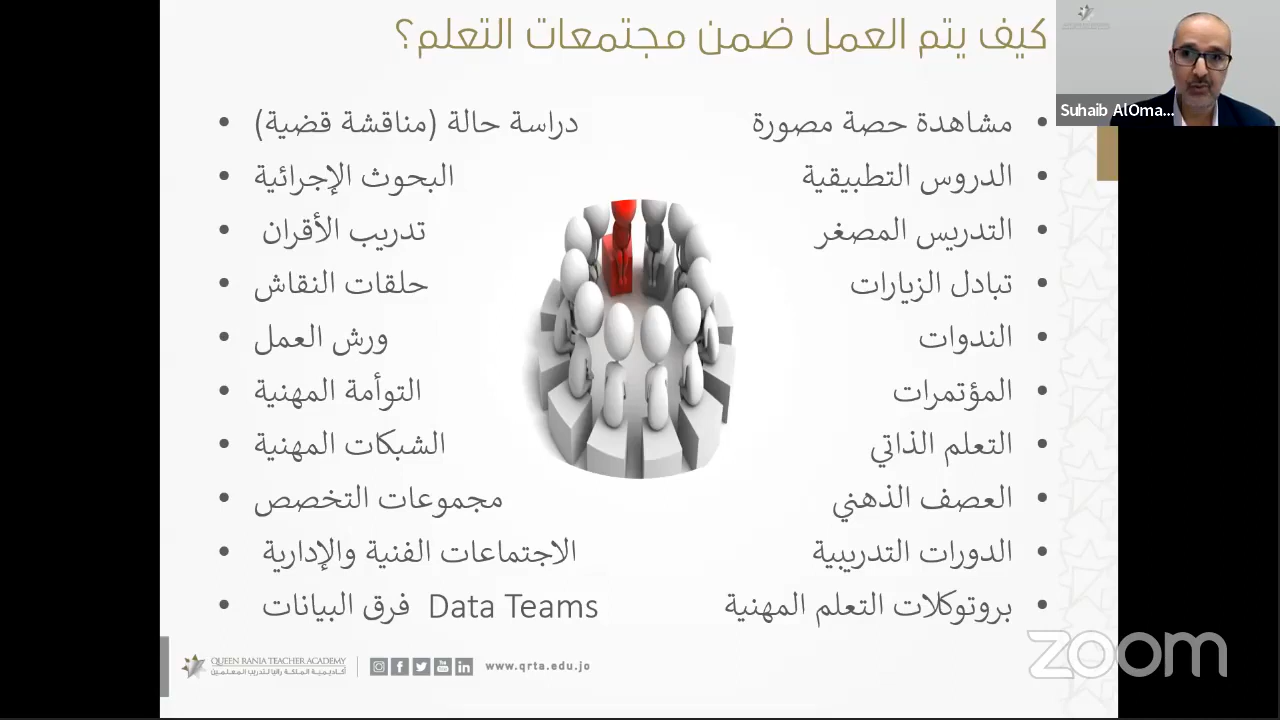 كيف يتم العمل ضمن مجتمعات التعلم؟
Suhaib AlOma...
• مشاهدة حصة مصورة
• الدروس التطبيقية
• التدريس المصغر
• تبادل الزيارات
• الندوات
• المؤتمرات
• التعلم الذاتي
• العصف الذهني
• الدورات التدريبية
• بروتوكلات التعلم المهنية
• دراسة حالة (مناقشة قضية)
• البحوث الإجرائية
• تدريب الأقران
• حلقات النقاش
• ورش العمل
• التوأمة المهنية
• الشبكات المهنية
• مجموعات التخصص
• الاجتماعات الفنية والإدارية
• فرق البيانات Data Teams
QUEEN RANIA TEACHER ACADEMY
أكاديمية الملكة رانيا لتدريب المعلمين
www.qrta.edu.jo
zoom